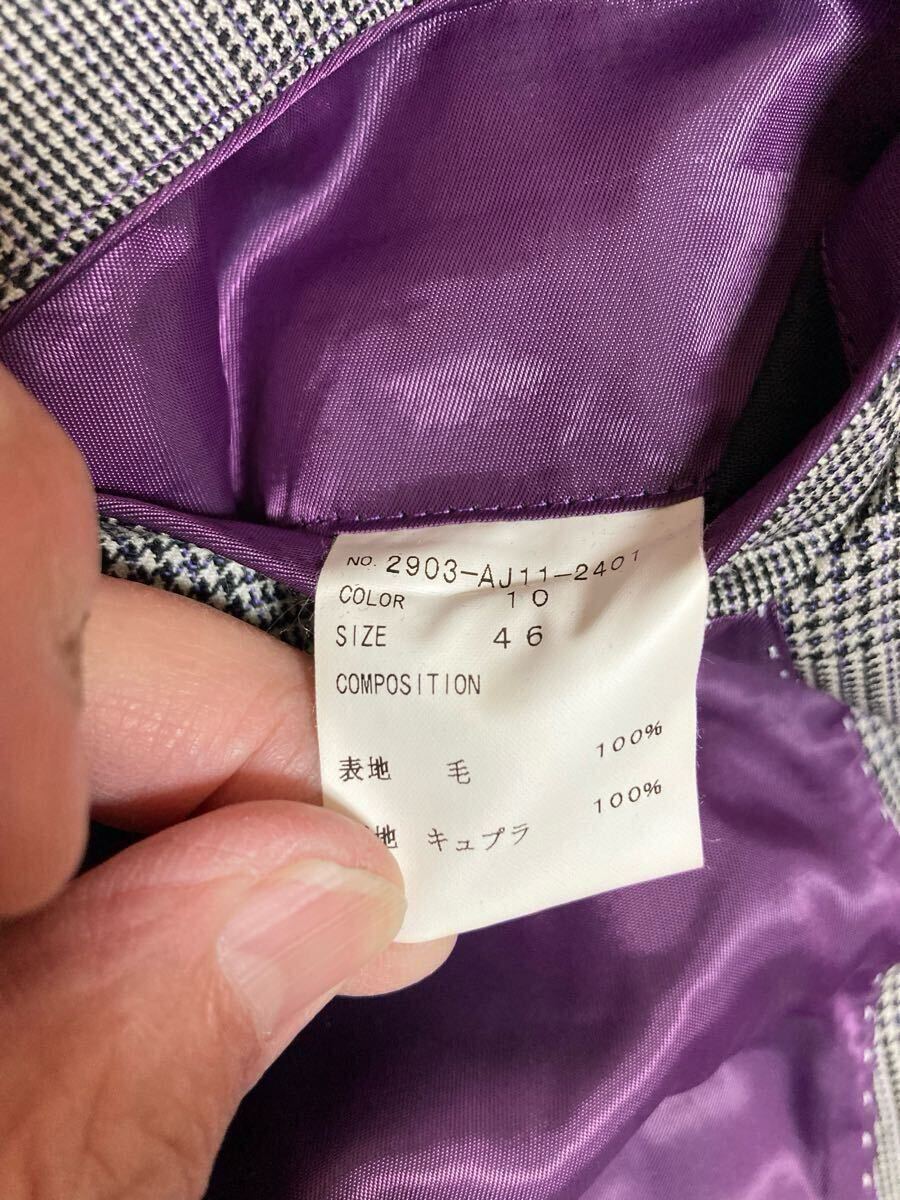 NO. 2903-AJ11-2401
COLOR 10
SIZE 46
COMPOSITION
表地 毛 100%
地 キュプラ 100%